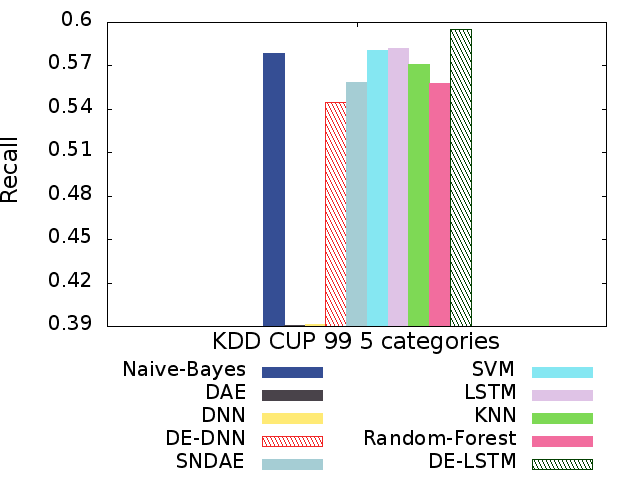 0.6
0.57
0.54
0.51
0.48
0.45
0.42
0.39
Recall
KDD CUP 99 5 categories
Naive-Bayes
DAE
DNN
DE-DNN
SNDAE
SVM
LSTM
KNN
Random-Forest
DE-LSTM